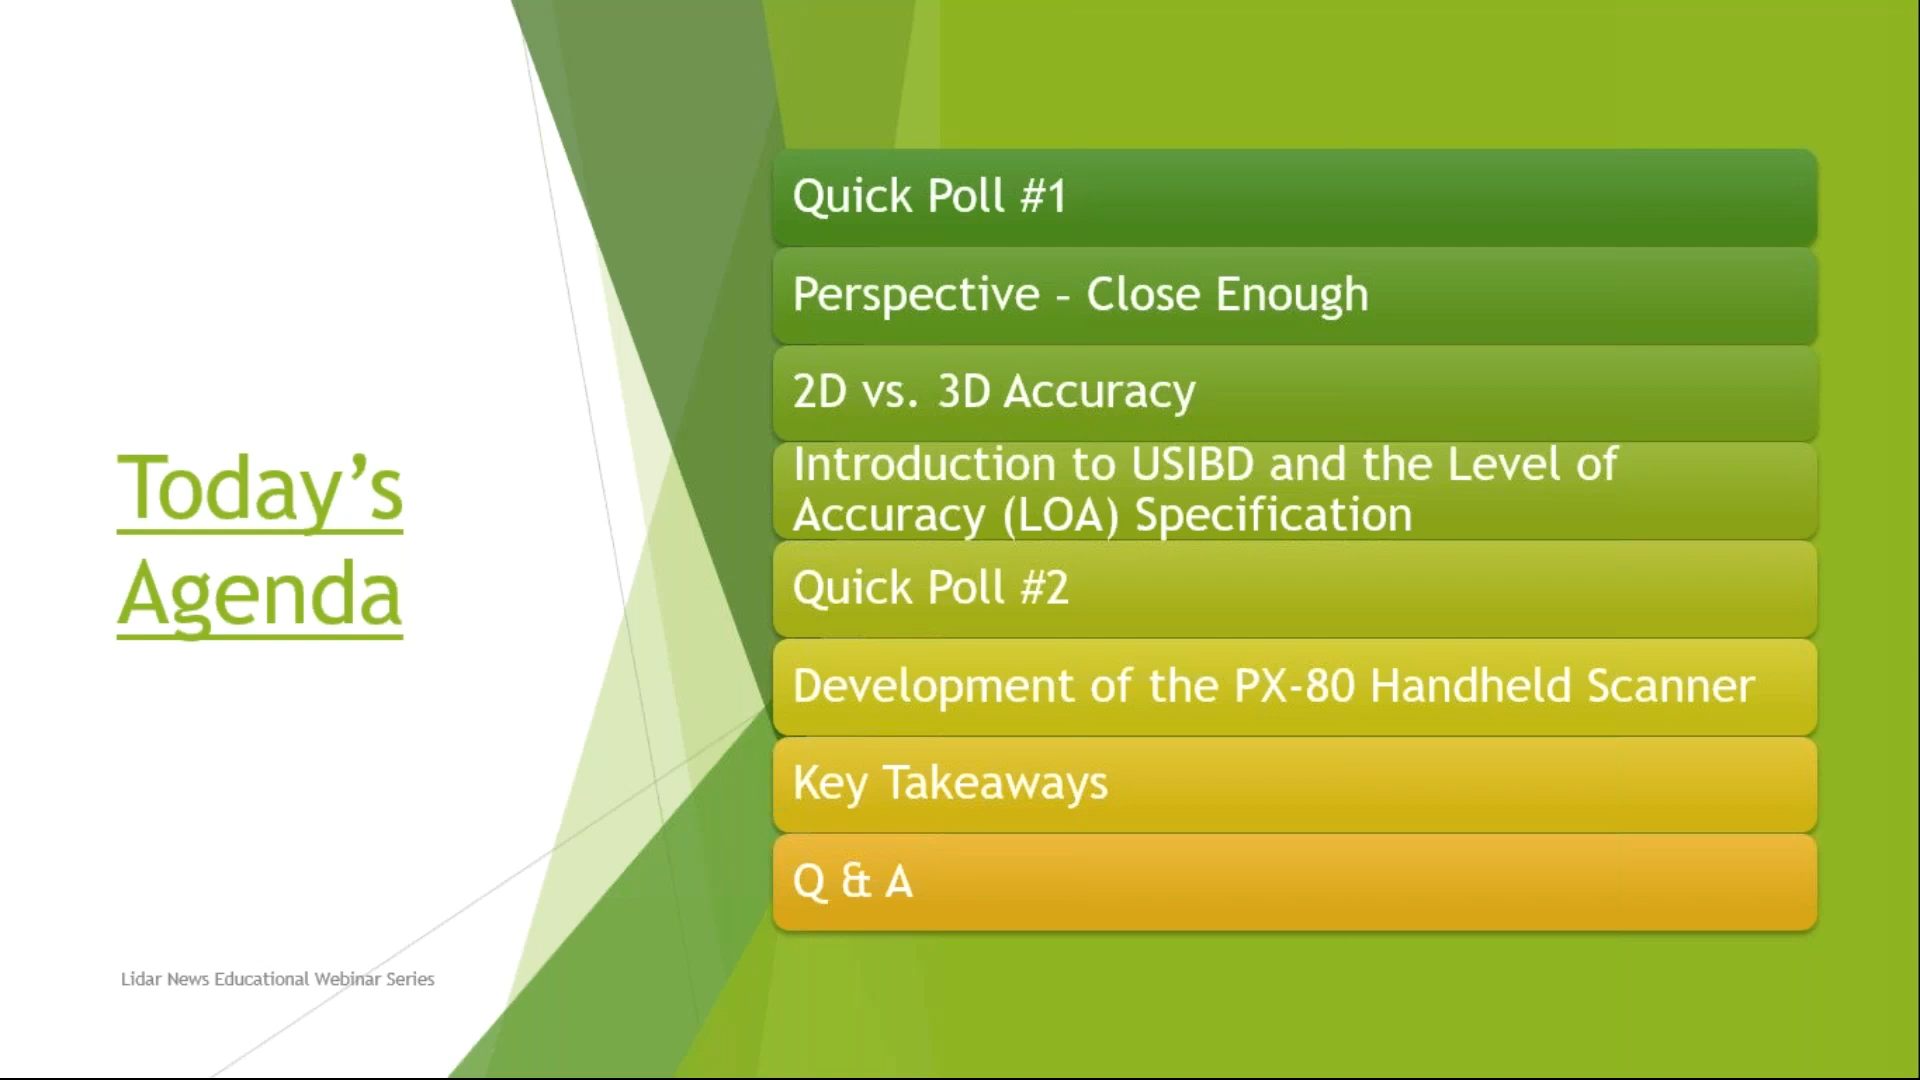 Today’s
Agenda
Lidar News Educational Webinar Series
Quick Poll #1
Perspective – Close Enough
2D vs. 3D Accuracy
Introduction to USIBD and the Level of
Accuracy (LOA) Specification
Quick Poll #2
Development of the PX-80 Handheld Scanner
Key Takeaways
Q & A